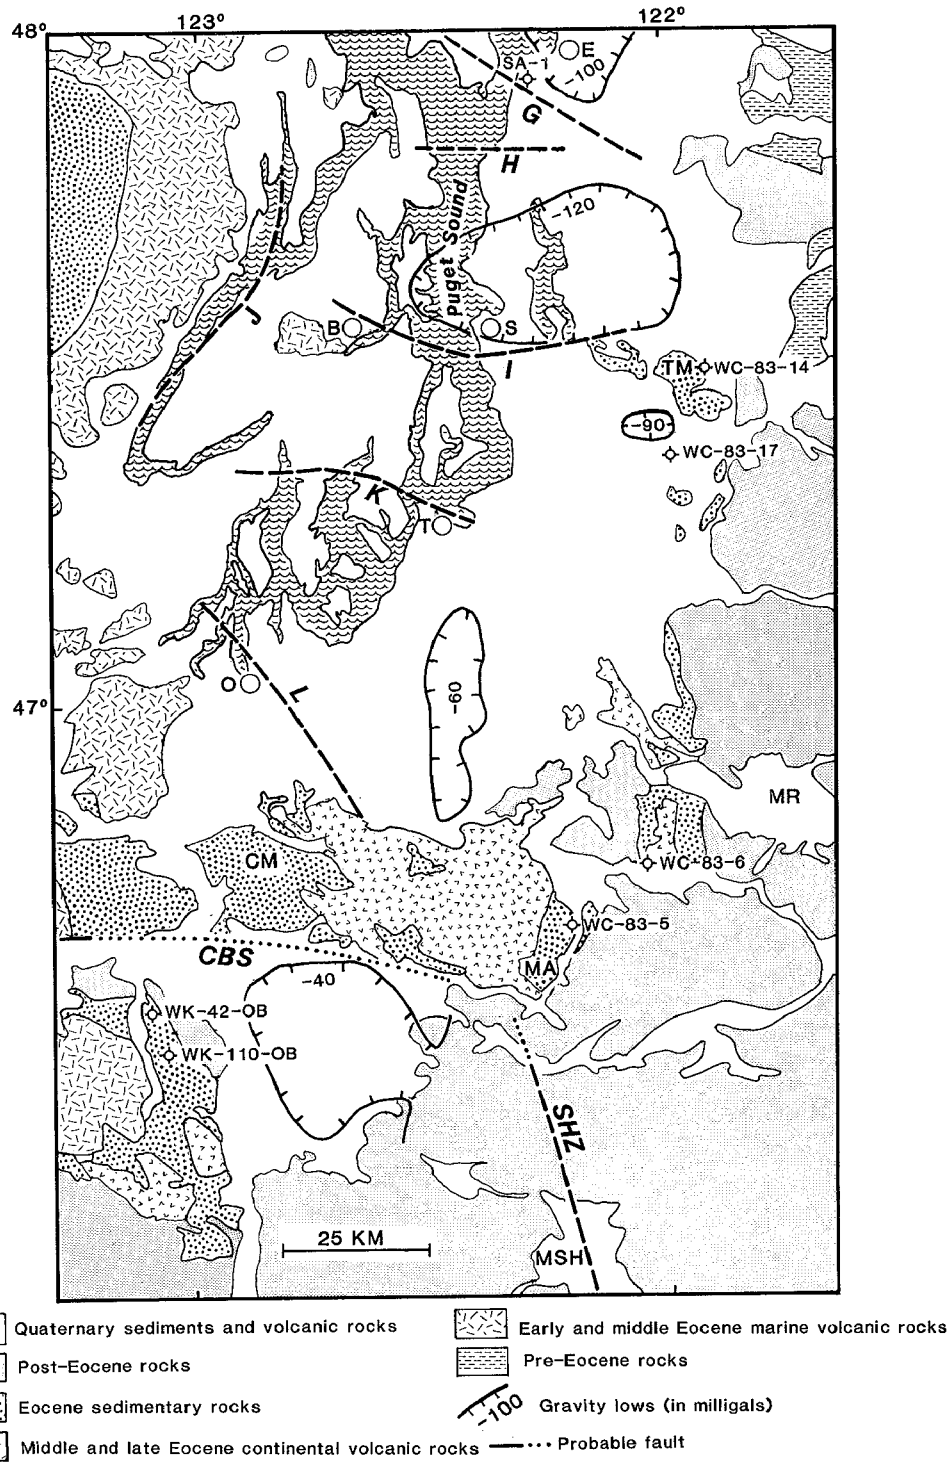 48° 123° 122°
E
SA-1
-100
G
H
Puget Sound
-120
J
B
S
I
TM WC-83-14
-90
WC-83-17
K
T
O
L
47°
-60
MR
CM
WC-83-6
WC-83-5
CBS
MA
-40
WK-42-OB
WK-110-OB
SHZ
25 KM
MSH
Quaternary sediments and volcanic rocks
Early and middle Eocene marine volcanic rocks
Post-Eocene rocks
Pre-Eocene rocks
Eocene sedimentary rocks
-100 Gravity lows (in milligals)
Middle and late Eocene continental volcanic rocks
Probable fault